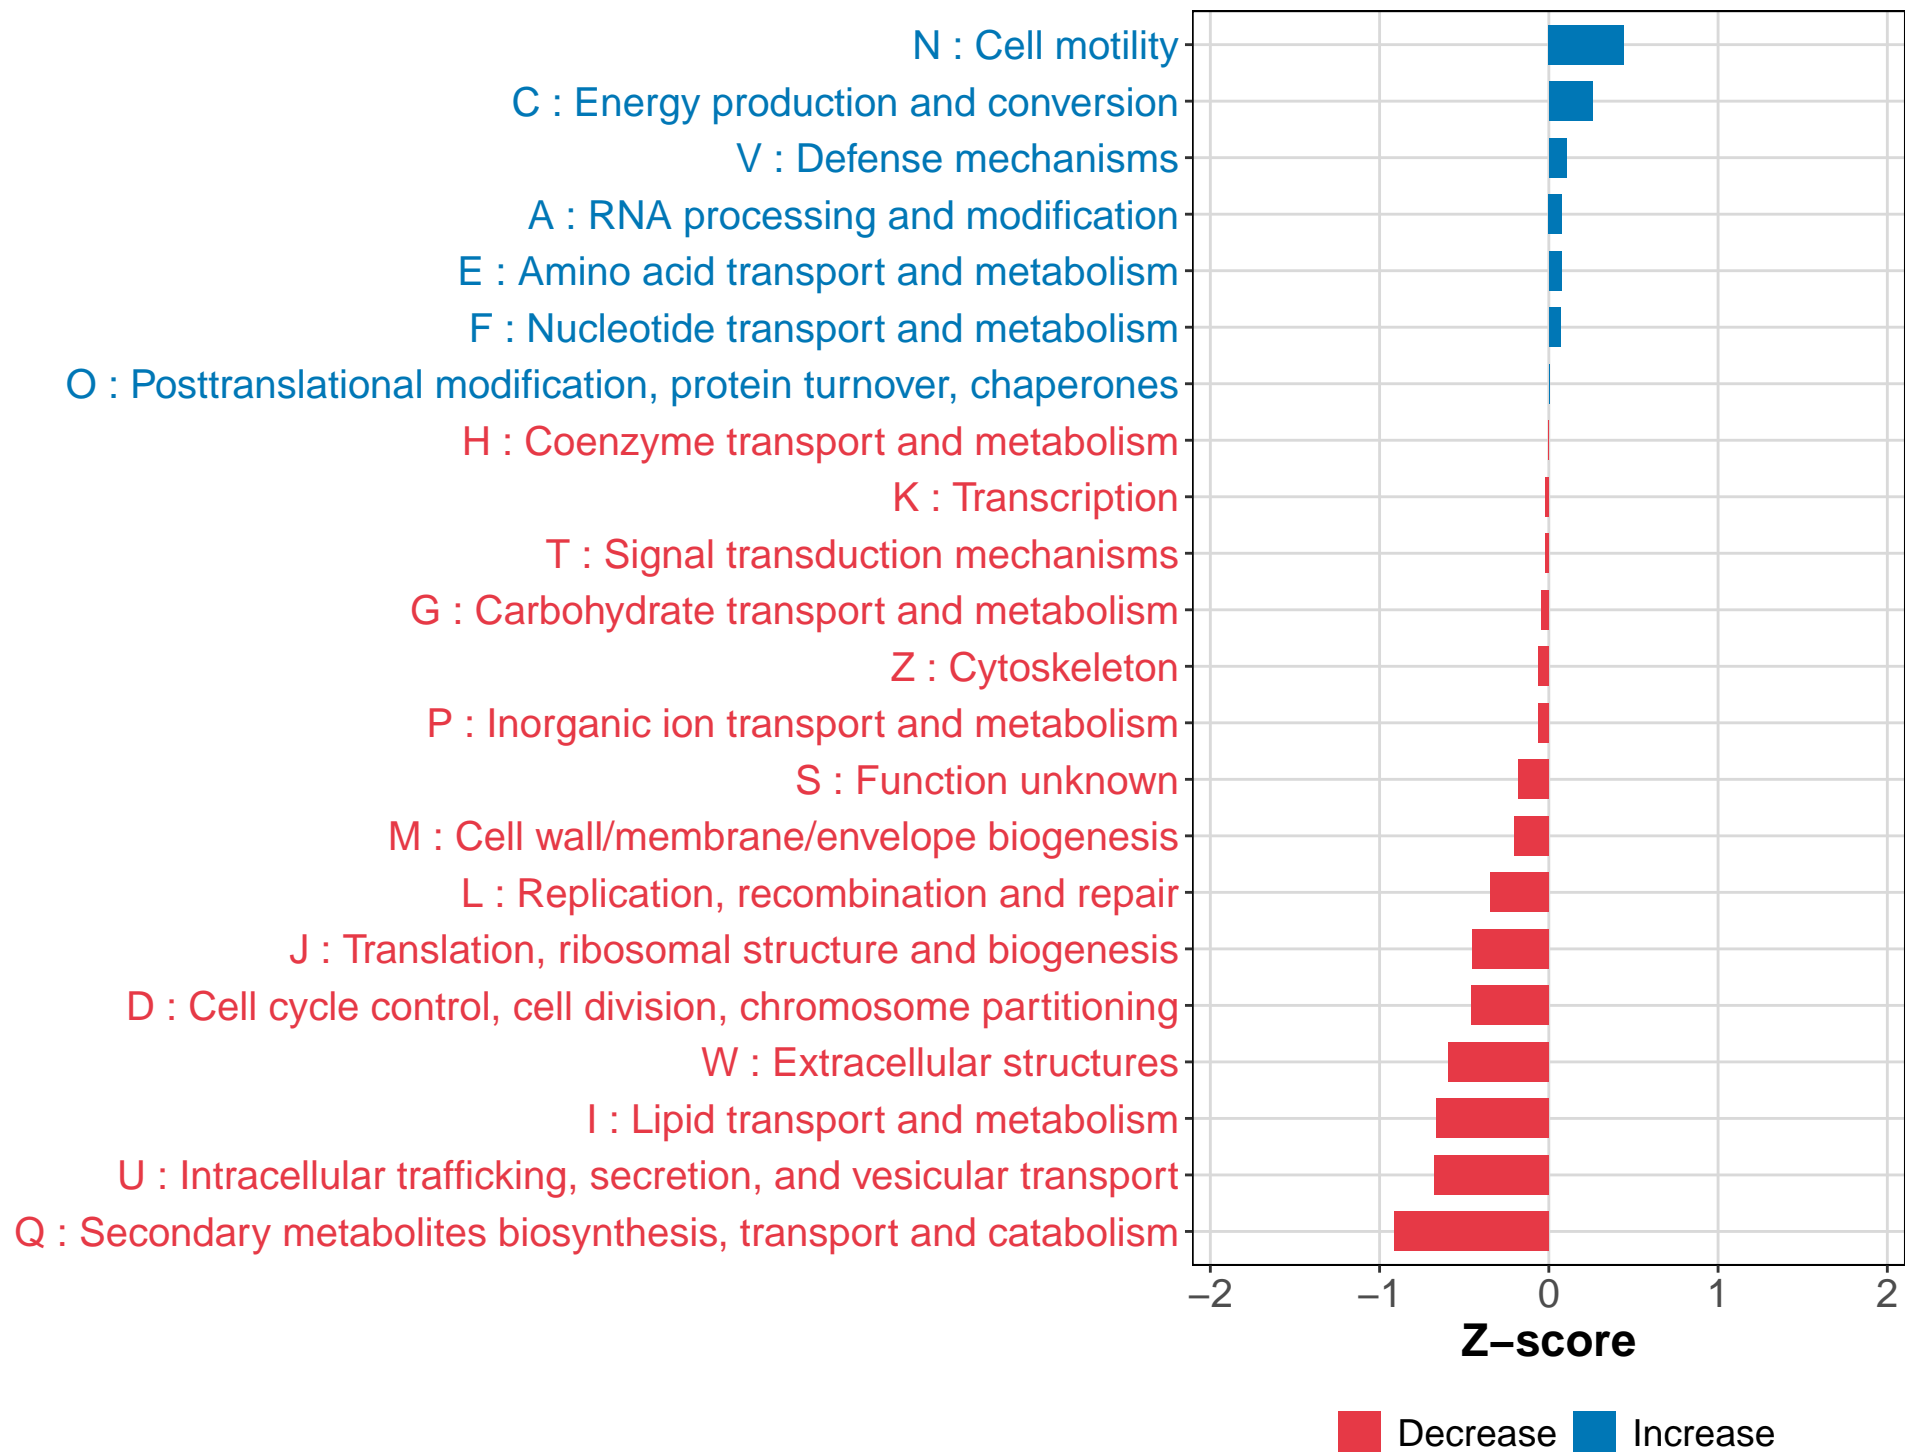 N : Cell motility
C : Energy production and conversion
V : Defense mechanisms
A : RNA processing and modification
E : Amino acid transport and metabolism
F : Nucleotide transport and metabolism
O : Posttranslational modification, protein turnover, chaperones
H : Coenzyme transport and metabolism
K : Transcription
T : Signal transduction mechanisms
G : Carbohydrate transport and metabolism
Z : Cytoskeleton
P : Inorganic ion transport and metabolism
S : Function unknown
M : Cell wall/membrane/envelope biogenesis
L : Replication, recombination and repair
J : Translation, ribosomal structure and biogenesis
D : Cell cycle control, cell division, chromosome partitioning
W : Extracellular structures
I : Lipid transport and metabolism
U : Intracellular trafficking, secretion, and vesicular transport
Q : Secondary metabolites biosynthesis, transport and catabolism
−2 −1 0 1 2
Z−score
Decrease Increase